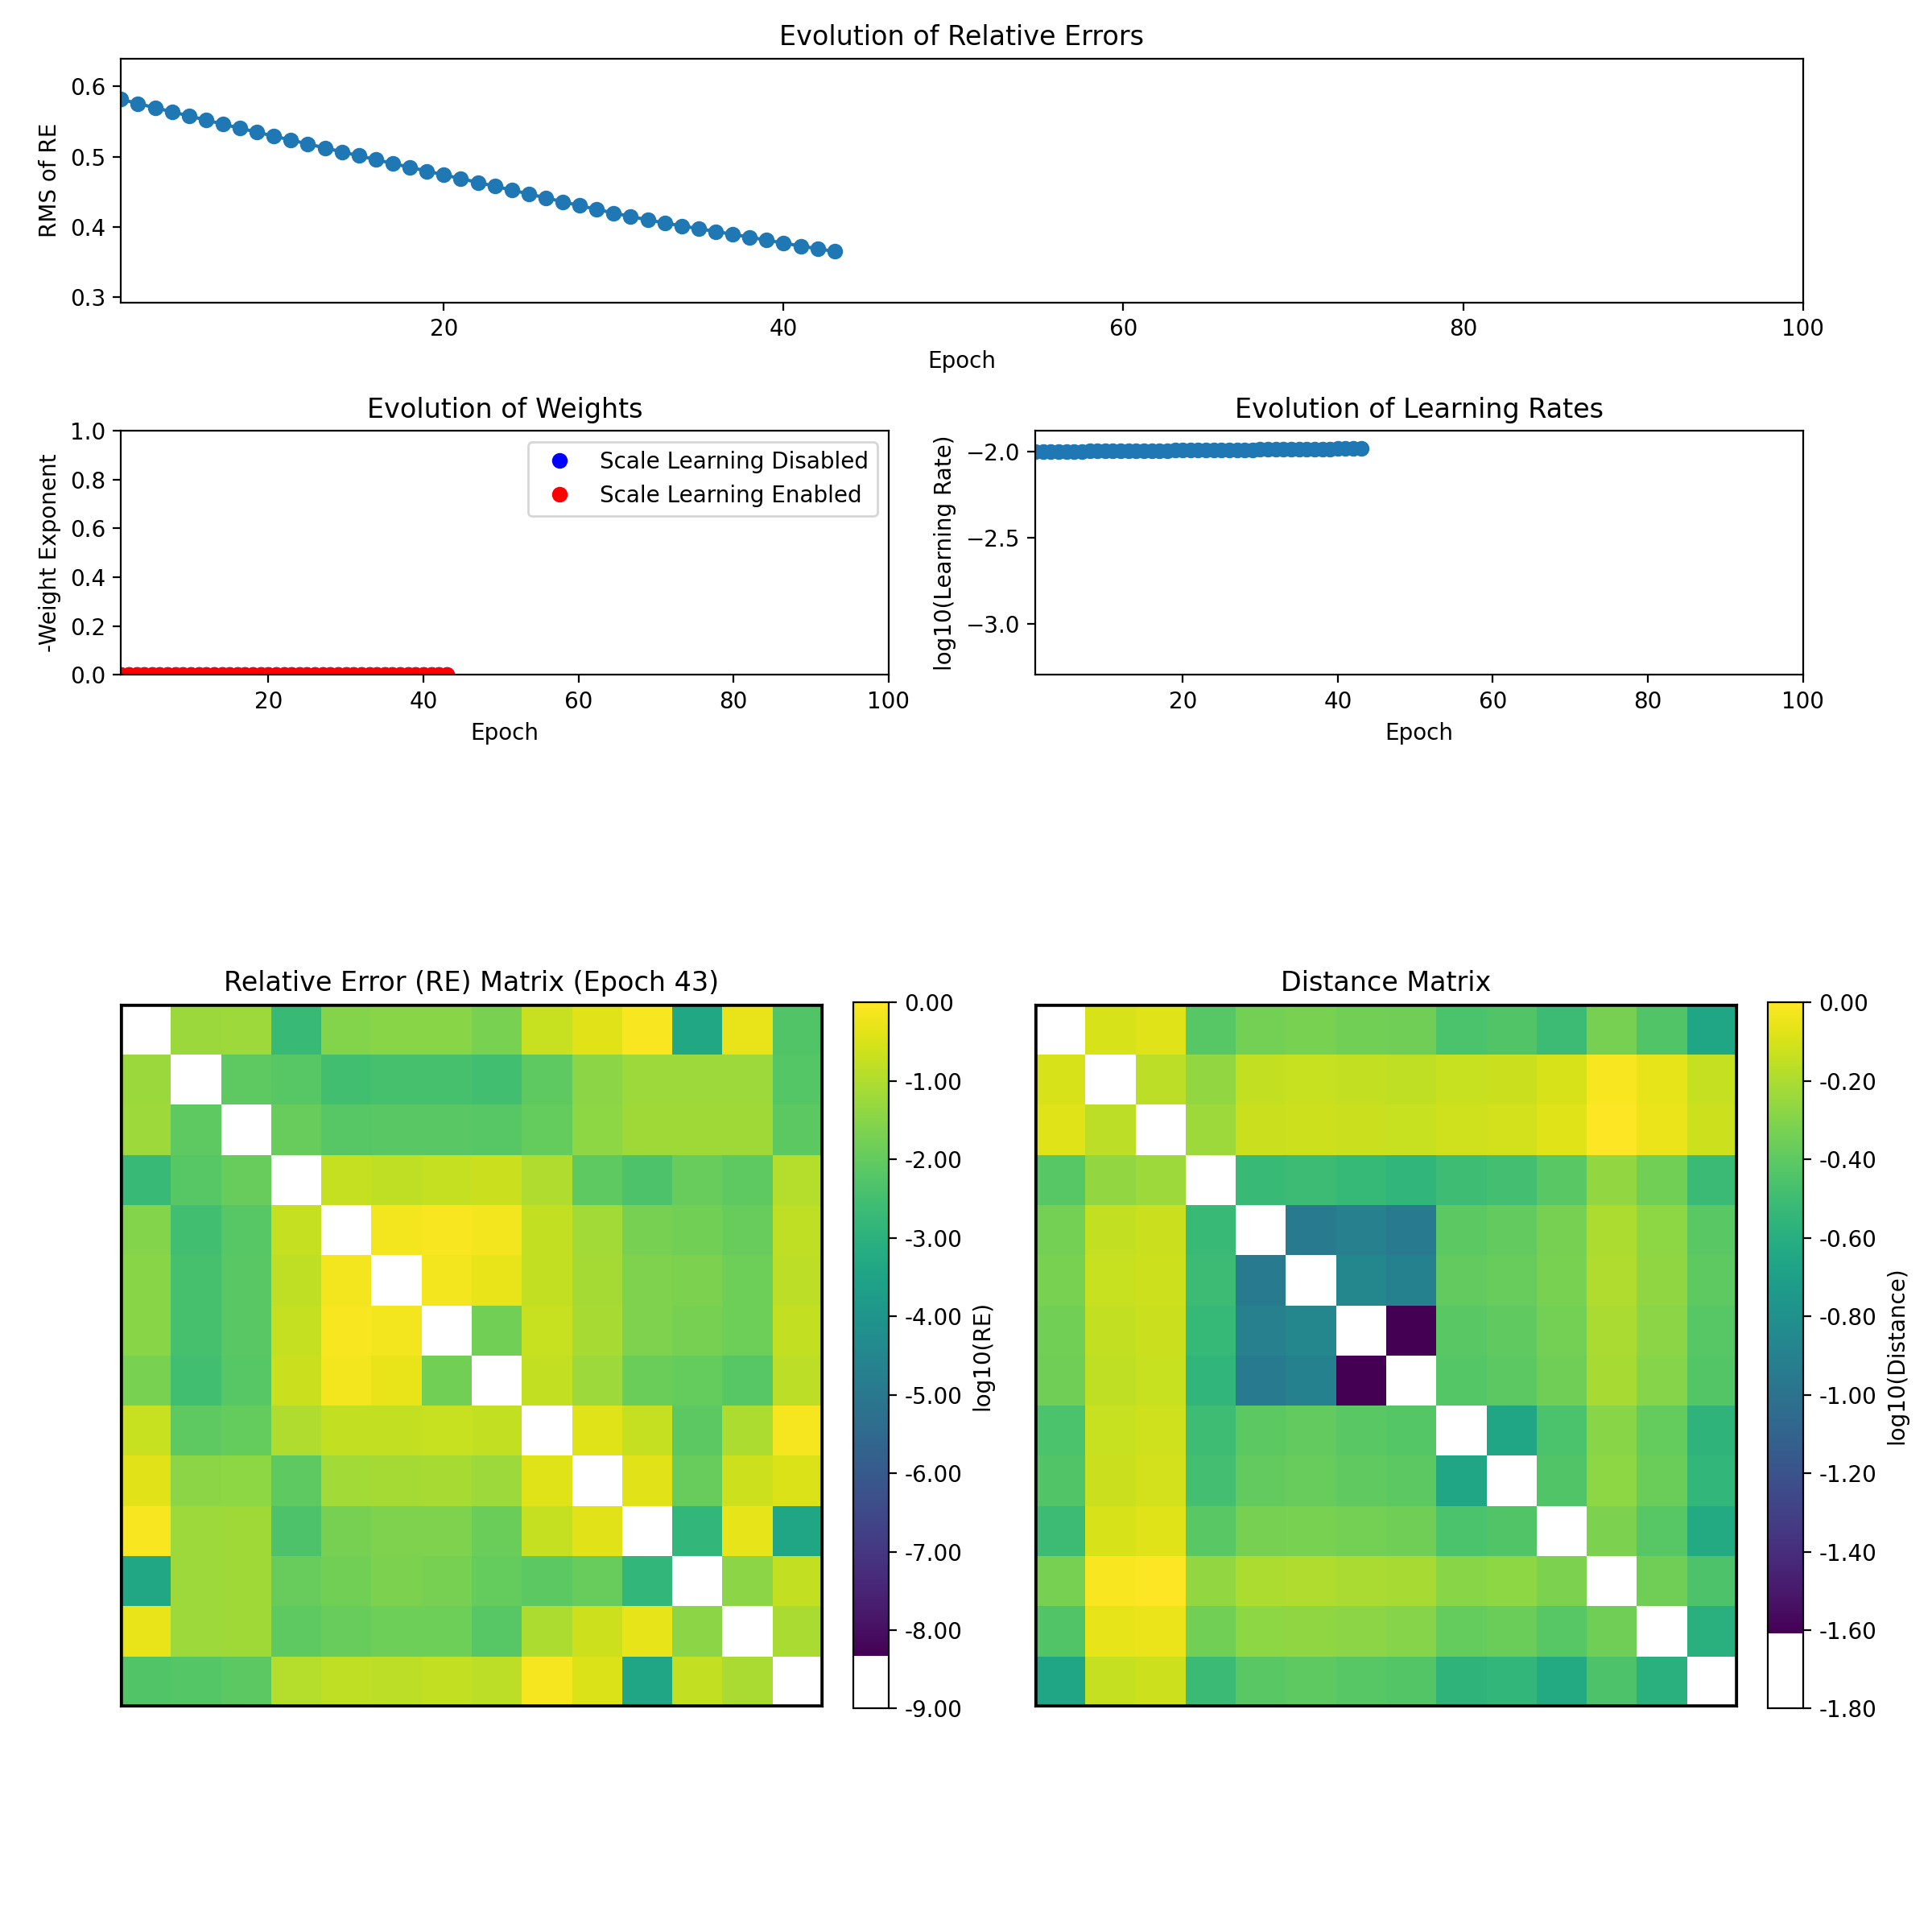 Evolution of Relative Errors
0.6
0.5
0.4
0.3
RMS of RE
20 40 60 80 100
Epoch
Evolution of Weights
1.0
0.8
0.6
0.4
0.2
0.0
-Weight Exponent
Scale Learning Disabled
Scale Learning Enabled
20 40 60 80 100
Epoch
Evolution of Learning Rates
−2.0
−2.5
−3.0
log10(Learning Rate)
20 40 60 80 100
Epoch
Relative Error (RE) Matrix (Epoch 43)
0.00
-1.00
-2.00
-3.00
-4.00
-5.00
-6.00
-7.00
-8.00
-9.00
log10(RE)
Distance Matrix
0.00
-0.20
-0.40
-0.60
-0.80
-1.00
-1.20
-1.40
-1.60
-1.80
log10(Distance)